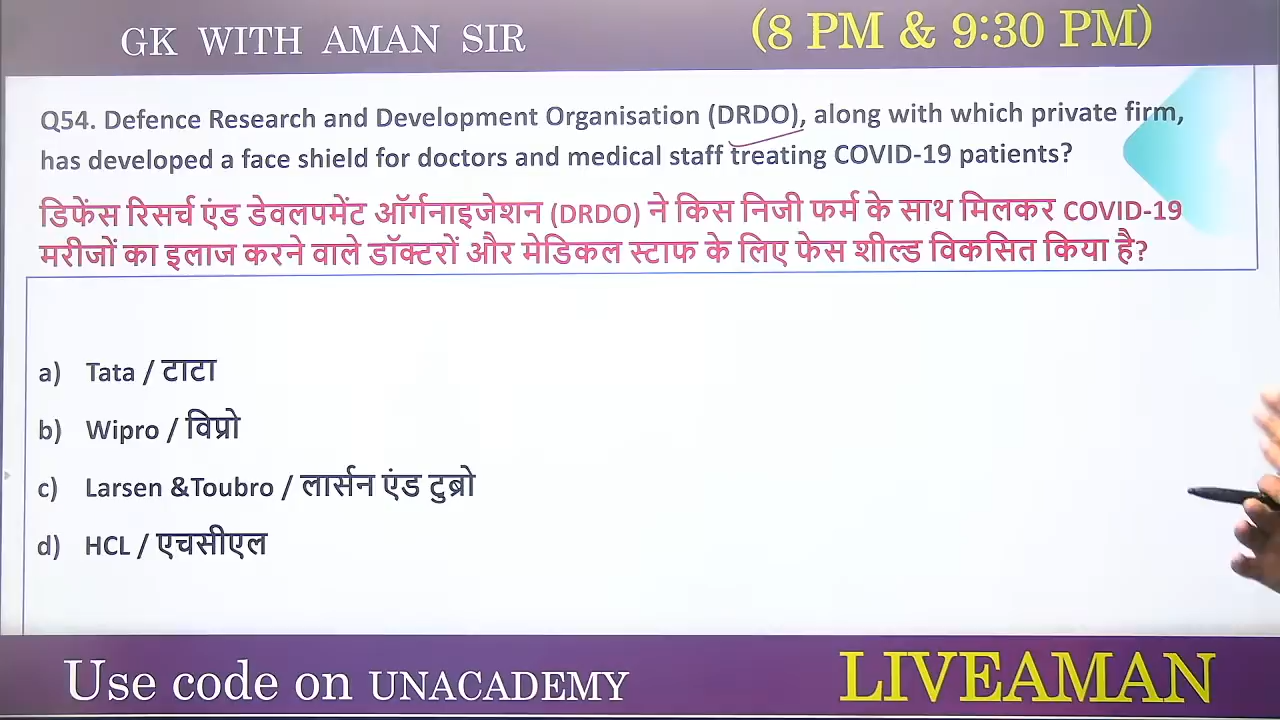 GK WITH AMAN SIR
(8 PM & 9:30 PM)
Q54. Defence Research and Development Organisation (DRDO), along with which private firm,
has developed a face shield for doctors and medical staff treating COVID-19 patients?
डिफेंस रिसर्च एंड डेवलपमेंट ऑर्गनाइजेशन (DRDO) ने किस निजी फर्म के साथ मिलकर COVID-19
मरीजों का इलाज करने वाले डॉक्टरों और मेडिकल स्टाफ के लिए फेस शील्ड विकसित किया है?
a) Tata / टाटा
b) Wipro / विप्रो
c) Larsen &Toubro / लार्सन एंड टुब्रो
d) HCL / एचसीएल
Use code on UNACADEMY
LIVEAMAN